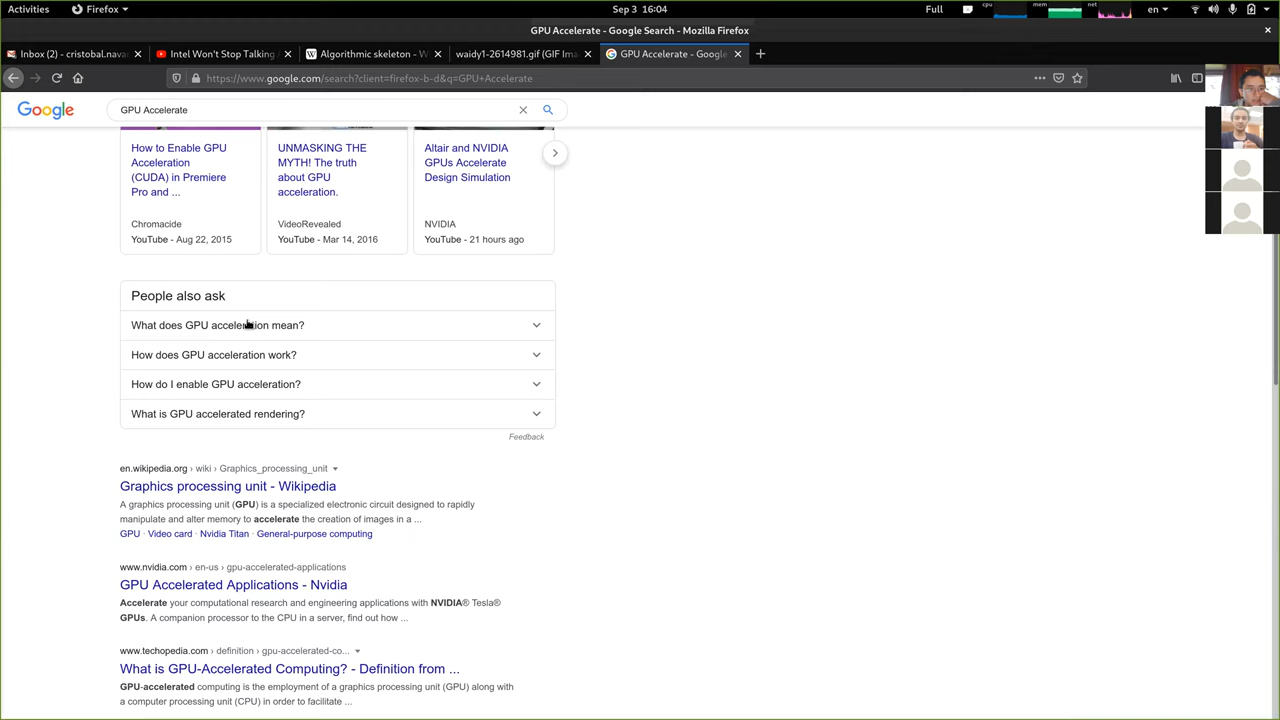 Activities
Firefox
Sep 3 16:04
Full
cpu
mem
net
en
GPU Accelerate - Google Search - Mozilla Firefox
Inbox (2) - cristobal.nava
Intel Won't Stop Talking
Algorithmic skeleton - W
waidy1-2614981.gif (GIF Ima
GPU Accelerate - Google
https://www.google.com/search?client=firefox-b-d&q=GPU+Accelerate
Google
GPU Accelerate
How to Enable GPU
Acceleration
(CUDA) in Premiere
Pro and ...
Chromacide
YouTube - Aug 22, 2015
UNMASKING THE
MYTH! The truth
about GPU
acceleration.
VideoRevealed
YouTube - Mar 14, 2016
Altair and NVIDIA
GPUs Accelerate
Design Simulation
NVIDIA
YouTube - 21 hours ago
People also ask
What does GPU acceleration mean?
How does GPU acceleration work?
How do I enable GPU acceleration?
What is GPU accelerated rendering?
Feedback
en.wikipedia.org › wiki › Graphics_processing_unit
Graphics processing unit - Wikipedia
A graphics processing unit (GPU) is a specialized electronic circuit designed to rapidly
manipulate and alter memory to accelerate the creation of images in a ...
GPU · Video card · Nvidia Titan · General-purpose computing
www.nvidia.com › en-us › gpu-accelerated-applications
GPU Accelerated Applications - Nvidia
Accelerate your computational research and engineering applications with NVIDIA® Tesla®
GPUs. A companion processor to the CPU in a server, find out how ...
www.techopedia.com › definition › gpu-accelerated-co...
What is GPU-Accelerated Computing? - Definition from ...
GPU-accelerated computing is the employment of a graphics processing unit (GPU) along with
a computer processing unit (CPU) in order to facilitate ...